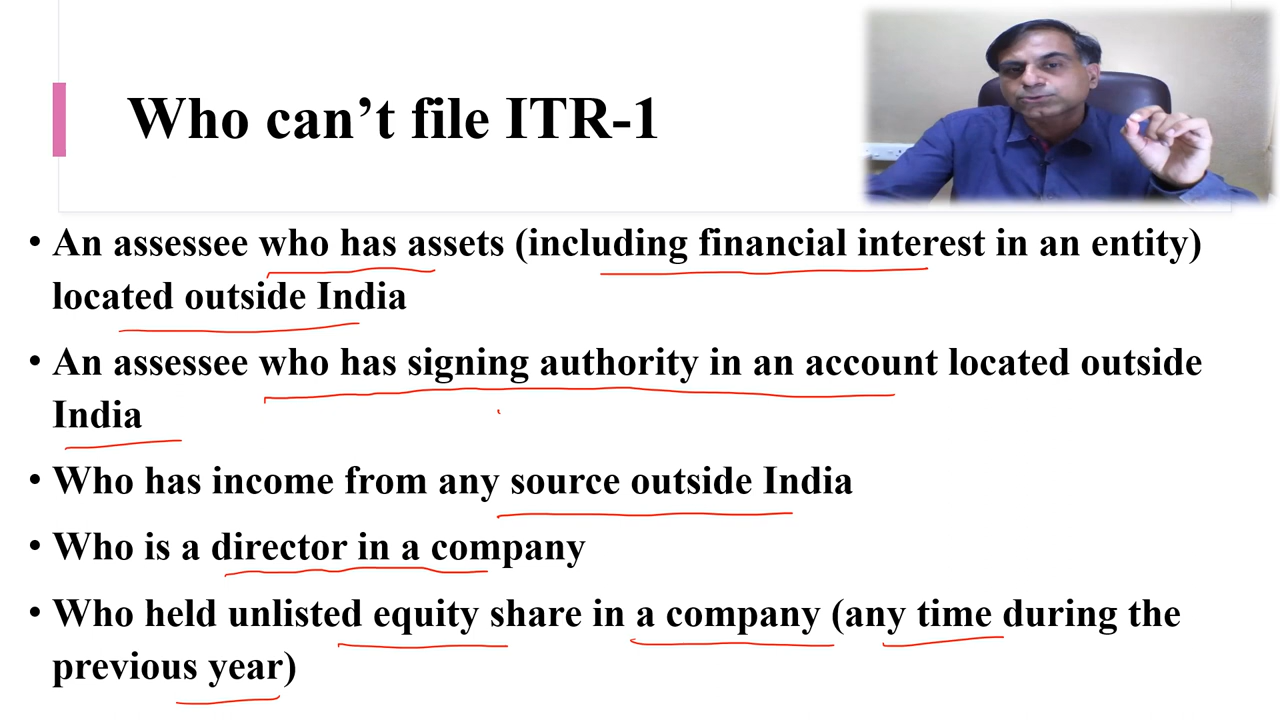 Who can’t file ITR-1
• An assessee who has assets (including financial interest in an entity)
located outside India
• An assessee who has signing authority in an account located outside
India
• Who has income from any source outside India
• Who is a director in a company
• Who held unlisted equity share in a company (any time during the
previous year)